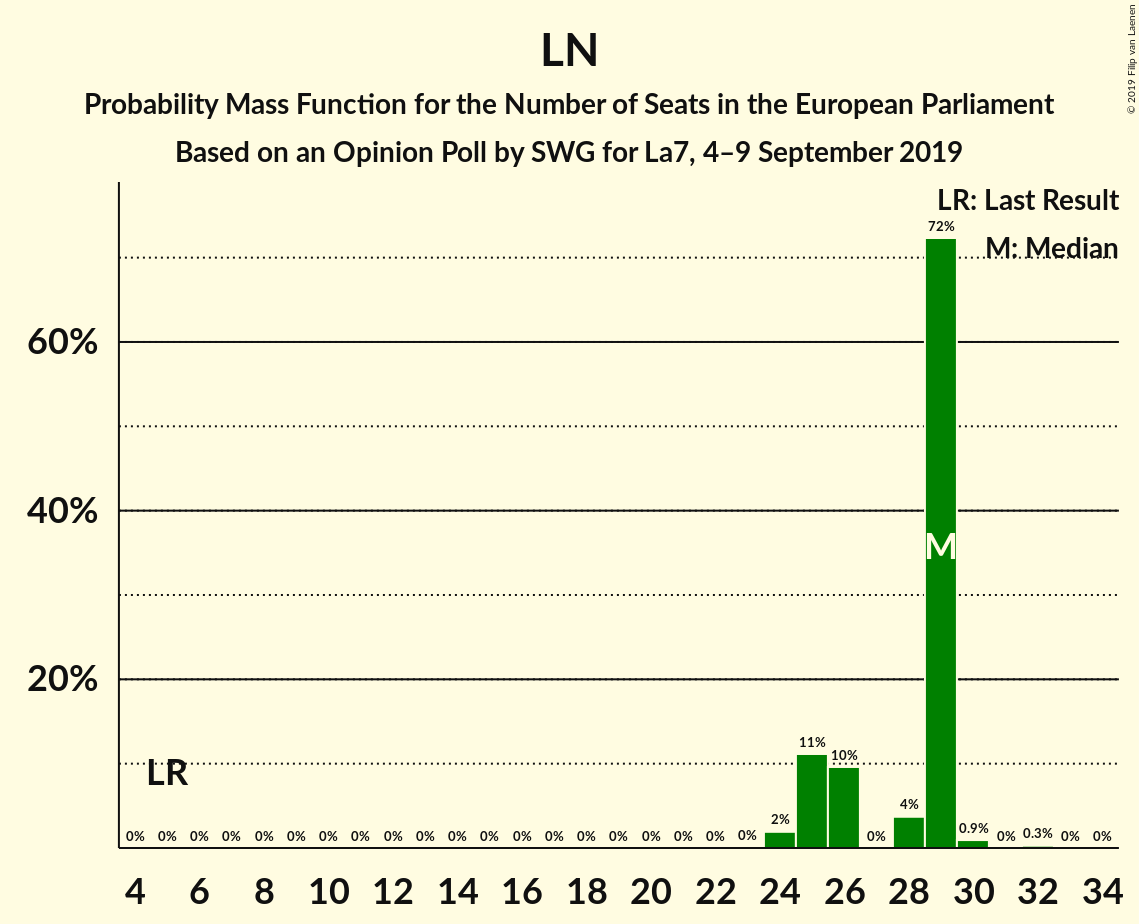 LN
Probability Mass Function for the Number of Seats in the European Parliament
Based on an Opinion Poll by SWG for La7, 4–9 September 2019
© 2019 Filip van Laenen
LR: Last Result
M: Median
72%
60%
40%
M
20%
LR
11%
10%
4%
2%
0% 0% 0% 0% 0% 0% 0% 0% 0% 0% 0% 0% 0% 0% 0% 0% 0% 0% 0% 0% 0% 0.9% 0% 0.3% 0% 0%
4 6 8 10 12 14 16 18 20 22 24 26 28 30 32 34